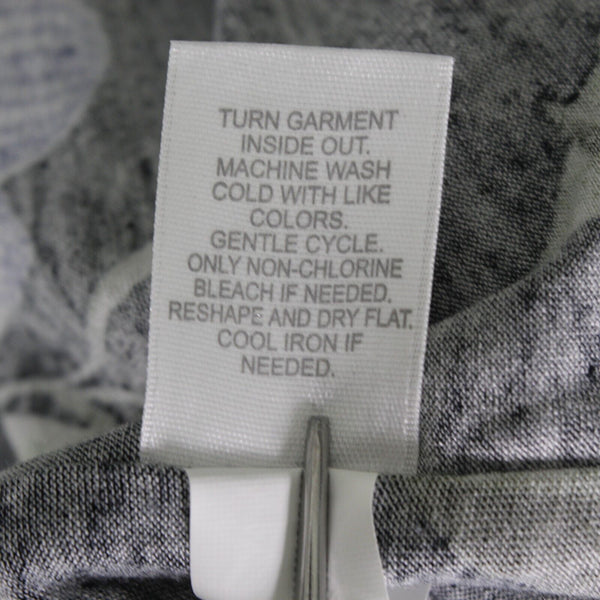 TURN GARMENT
INSIDE OUT.
MACHINE WASH
COLD WITH LIKE
COLORS.
GENTLE CYCLE.
ONLY NON-CHLORINE
BLEACH IF NEEDED.
RESHAPE AND DRY FLAT.
COOL IRON IF
NEEDED.